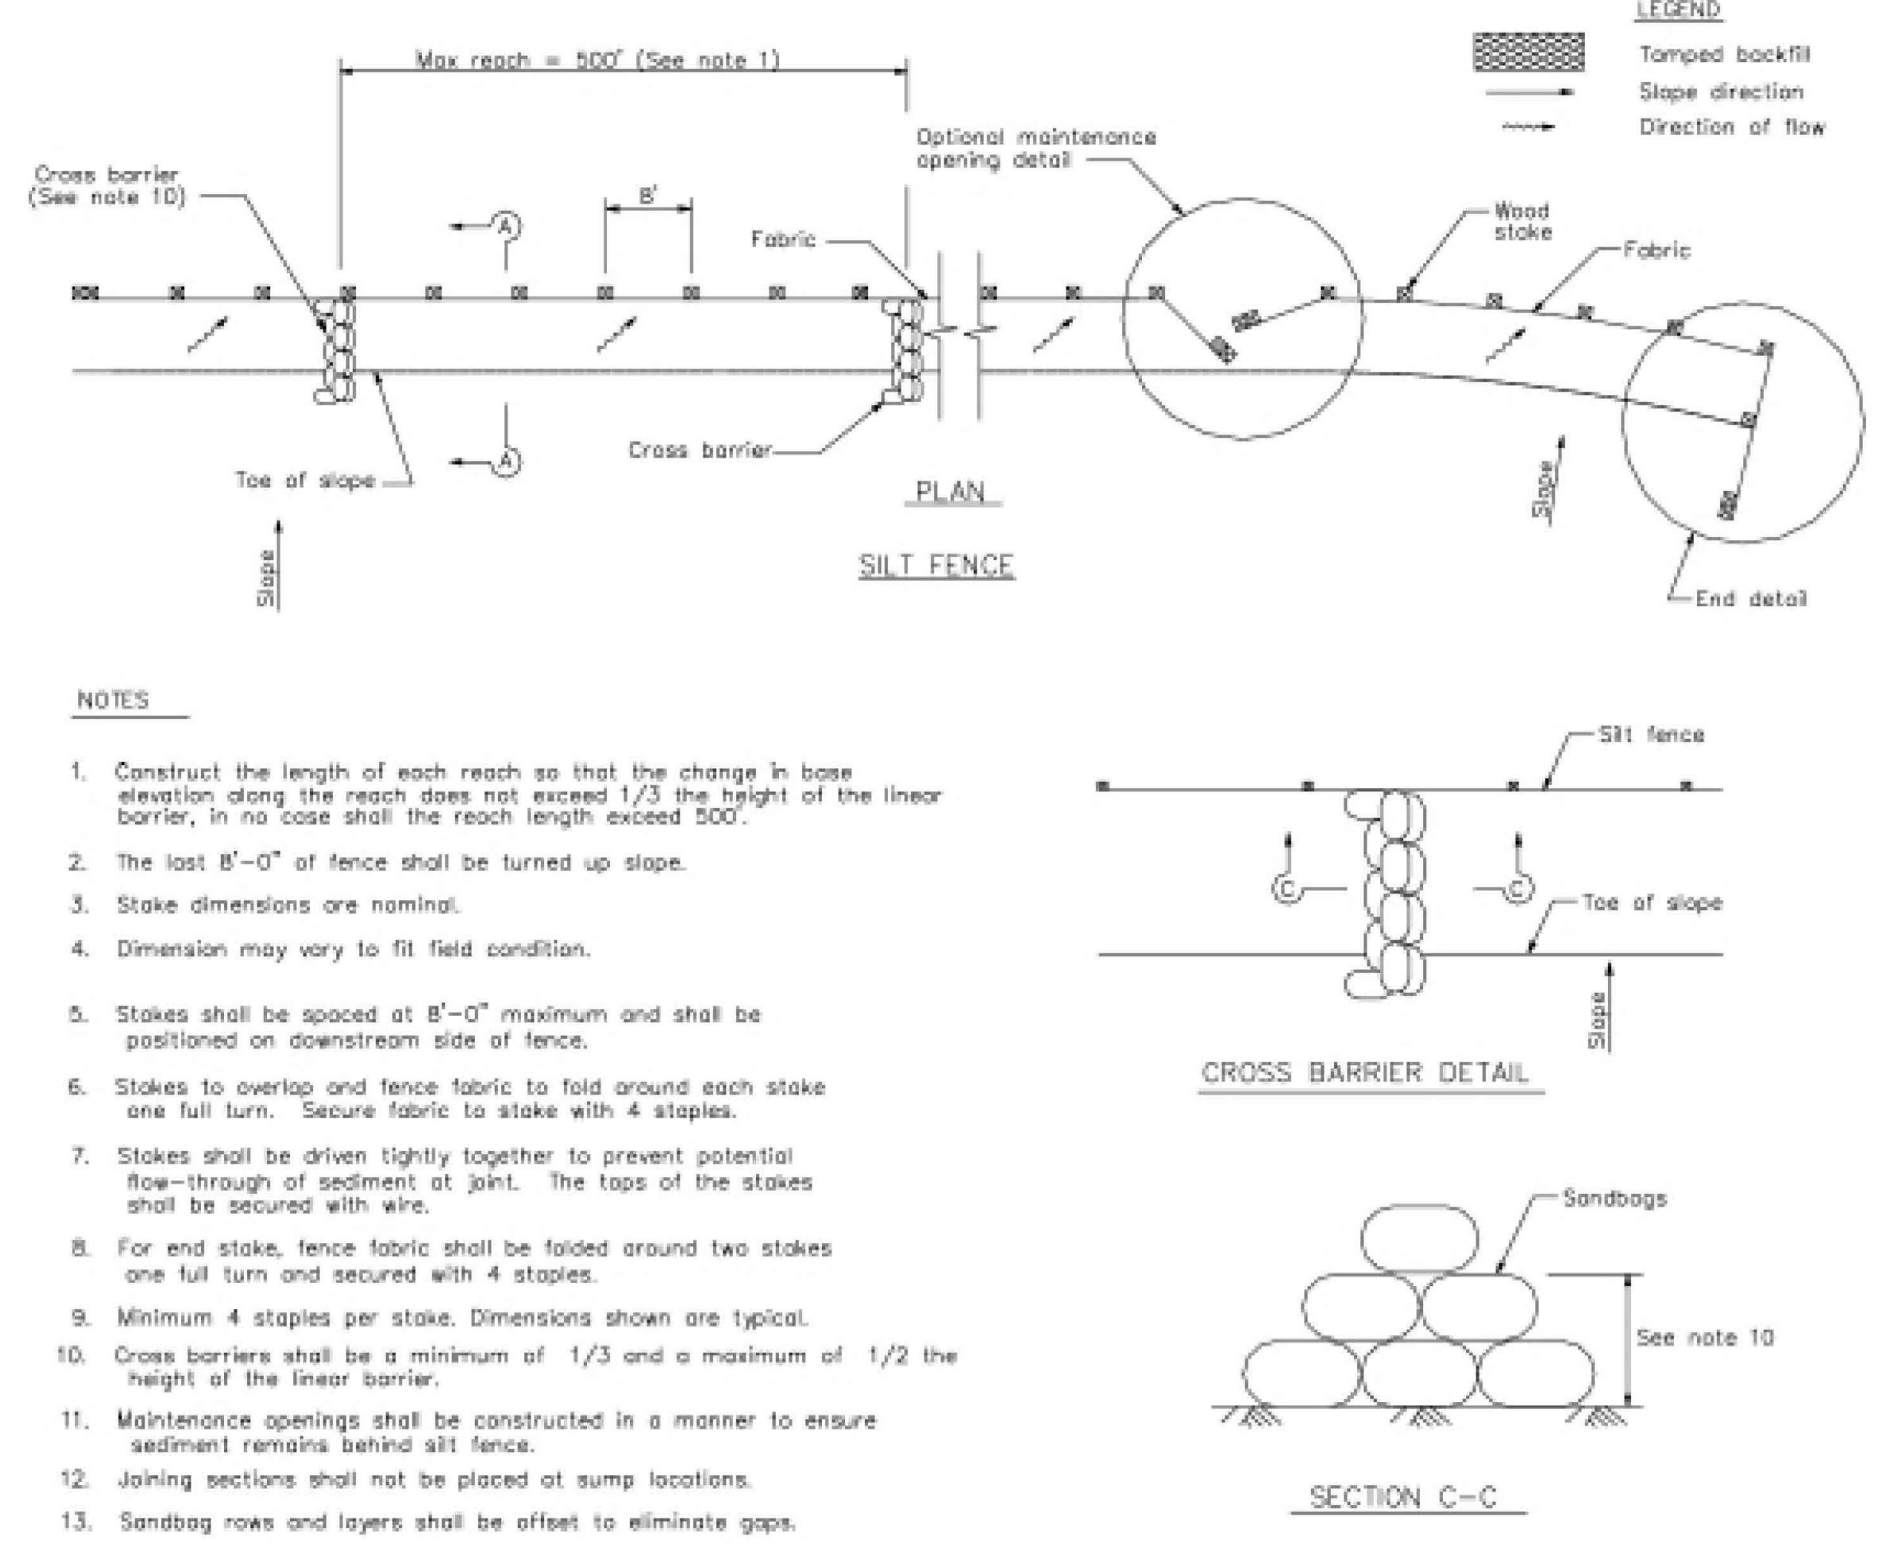 LEGEND
Tamped backfill
Slope direction
Direction of flow
Max reach = 500' (See note 1)
Optional maintenance
opening detail
Cross barrier
(See note 10)
A
8'
Fabric
Wood
stake
Fabric
Cross barrier
A
Toe of slope
PLAN
Slope
Slope
SILT FENCE
End detail
NOTES
1. Construct the length of each reach so that the change in base
elevation along the reach does not exceed 1/3 the height of the linear
barrier, in no case shall the reach length exceed 500'.
2. The last 8'-0" of fence shall be turned up slope.
3. Stake dimensions are nominal.
4. Dimension may vary to fit field condition.
5. Stakes shall be spaced at 8'-0" maximum and shall be
positioned on downstream side of fence.
6. Stakes to overlap and fence fabric to fold around each stake
one full turn. Secure fabric to stake with 4 staples.
7. Stakes shall be driven tightly together to prevent potential
flow-through of sediment at joint. The tops of the stakes
shall be secured with wire.
8. For end stake, fence fabric shall be folded around two stakes
one full turn and secured with 4 staples.
9. Minimum 4 staples per stake. Dimensions shown are typical.
10. Cross barriers shall be a minimum of 1/3 and a maximum of 1/2 the
height of the linear barrier.
11. Maintenance openings shall be constructed in a manner to ensure
sediment remains behind silt fence.
12. Joining sections shall not be placed at sump locations.
13. Sandbag rows and layers shall be offset to eliminate gaps.
Silt fence
C
C
Toe of slope
Slope
CROSS BARRIER DETAIL
Sandbags
See note 10
SECTION C-C